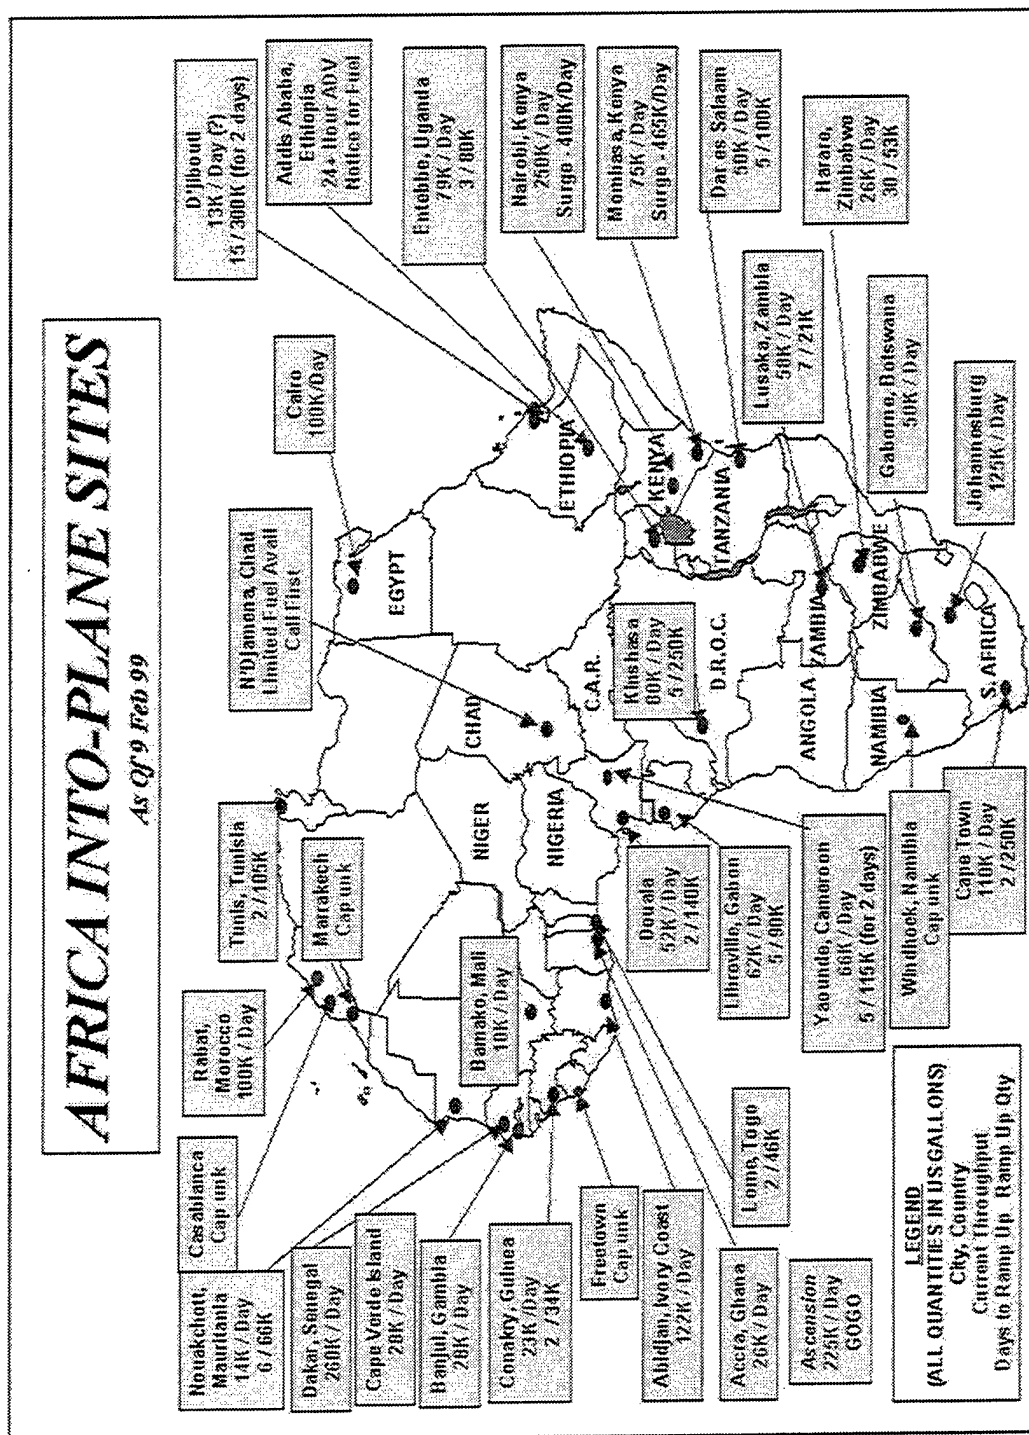 AFRICA INTO-PLANE SITES
As Of 9 Feb 99
Nouakchott,
Mauritania
14K / Day
6 / 66K
Casablanca
Cap unk
Rabat,
Morocco
100K / Day
Tunis, Tunisia
2 / 105K
Marrakech
Cap unk
N'Djamena, Chad
Limited Fuel Avail
Call First
Cairo
100K/Day
D'jibouti
13K / Day (?)
15 / 300K (for 2 days)
Addis Ababa,
Ethiopia
24+ Hour ADV
Notice for Fuel
Entebbe, Uganda
79K / Day
3 / 80K
Nairobi, Kenya
250K / Day
Surge - 400K/Day
Mombasa, Kenya
75K / Day
Surge - 465K/Day
Dar es Salaam
50K / Day
5 / 100K
Harare,
Zimbabwe
26K / Day
30 / 53K
Lusaka, Zambia
50K / Day
7 / 21K
Gaborne, Botswana
50K / Day
Johannesburg
125K / Day
Dakar, Senegal
260K / Day
Cape Verde Island
28K / Day
Banjul, Gambia
28K / Day
Conakry, Guinea
23K /Day
2 / 34K
Freetown
Cap unk
Abidjan, Ivory Coast
122K / Day
Accra, Ghana
26K / Day
Ascension
225K / Day
GOGO
Bamako, Mali
10K / Day
Lome, Togo
2 / 46K
Douala
52K / Day
2 / 140K
Libreville, Gabon
62K / Day
5 / 90K
Yaounde, Cameroon
66K / Day
5 / 115K (for 2 days)
Windhoek, Namibia
Cap unk
Cape Town
110K / Day
2 / 250K
Kinshasa
/ Day
5 / 250K
EGYPT
CHAD
NIGER
NIGERIA
C.A.R.
D.R.O.C.
ETHIOPIA
KENYA
TANZANIA
ANGOLA
ZAMBIA
ZIMBABWE
NAMIBIA
S. AFRICA
LEGEND
(ALL QUANTITIES IN US GALLONS)
City, Country
Current Throughput
Days to Ramp Up Ramp Up Qty